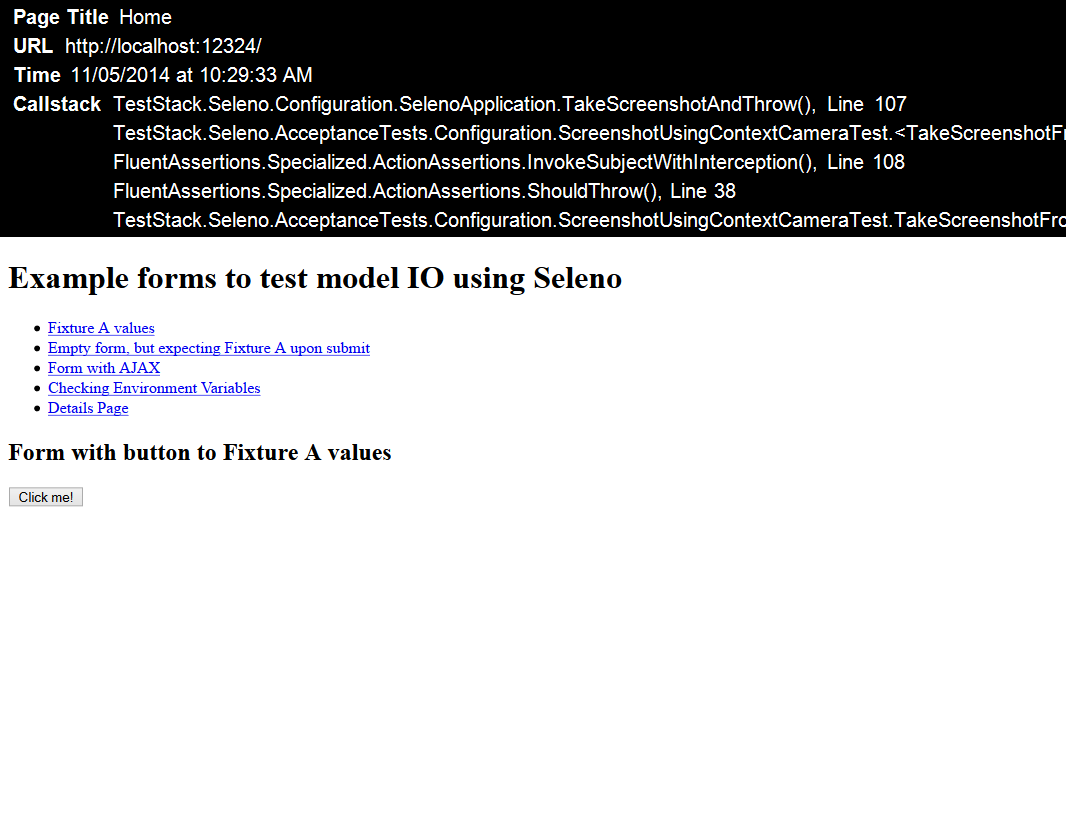 Page Title Home
URL http://localhost:12324/
Time 11/05/2014 at 10:29:33 AM
Callstack TestStack.Seleno.Configuration.SelenoApplication.TakeScreenshotAndThrow(), Line 107
TestStack.Seleno.AcceptanceTests.Configuration.ScreenshotUsingContextCameraTest.<TakeScreenshotFr
FluentAssertions.Specialized.ActionAssertions.InvokeSubjectWithInterception(), Line 108
FluentAssertions.Specialized.ActionAssertions.ShouldThrow(), Line 38
TestStack.Seleno.AcceptanceTests.Configuration.ScreenshotUsingContextCameraTest.TakeScreenshotFro
Example forms to test model IO using Seleno
Fixture A values
Empty form, but expecting Fixture A upon submit
Form with AJAX
Checking Environment Variables
Details Page
Form with button to Fixture A values
Click me!